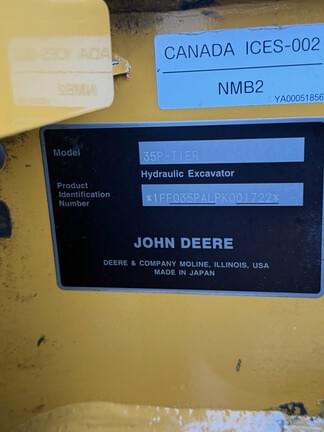 CANADA ICES-002
NMB2
YA00051856
Model
35P-TIER
Hydraulic Excavator
Product
Identification
Number
*1FF035PALPK001722*
JOHN DEERE
DEERE & COMPANY MOLINE, ILLINOIS, USA
MADE IN JAPAN